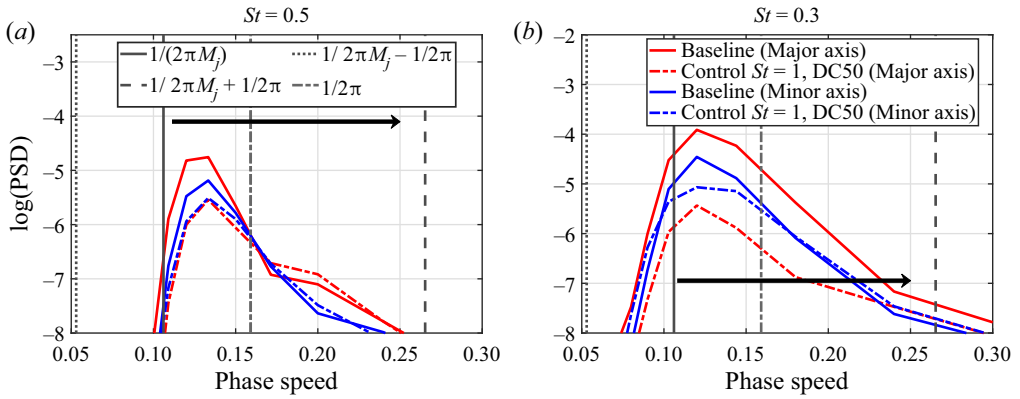 St = 0.5
St = 0.3
(a)
(b)
1/(2πMj)
1/ 2πMj – 1/2π
1/ 2πMj + 1/2π
1/2π
Baseline (Major axis)
Control St = 1, DC50 (Major axis)
Baseline (Minor axis)
Control St = 1, DC50 (Minor axis)
log(PSD)
–3
–4
–5
–6
–7
–8
0.05
0.10
0.15
0.20
0.25
0.30
Phase speed
–2
–3
–4
–5
–6
–7
–8
0.05
0.10
0.15
0.20
0.25
0.30
Phase speed